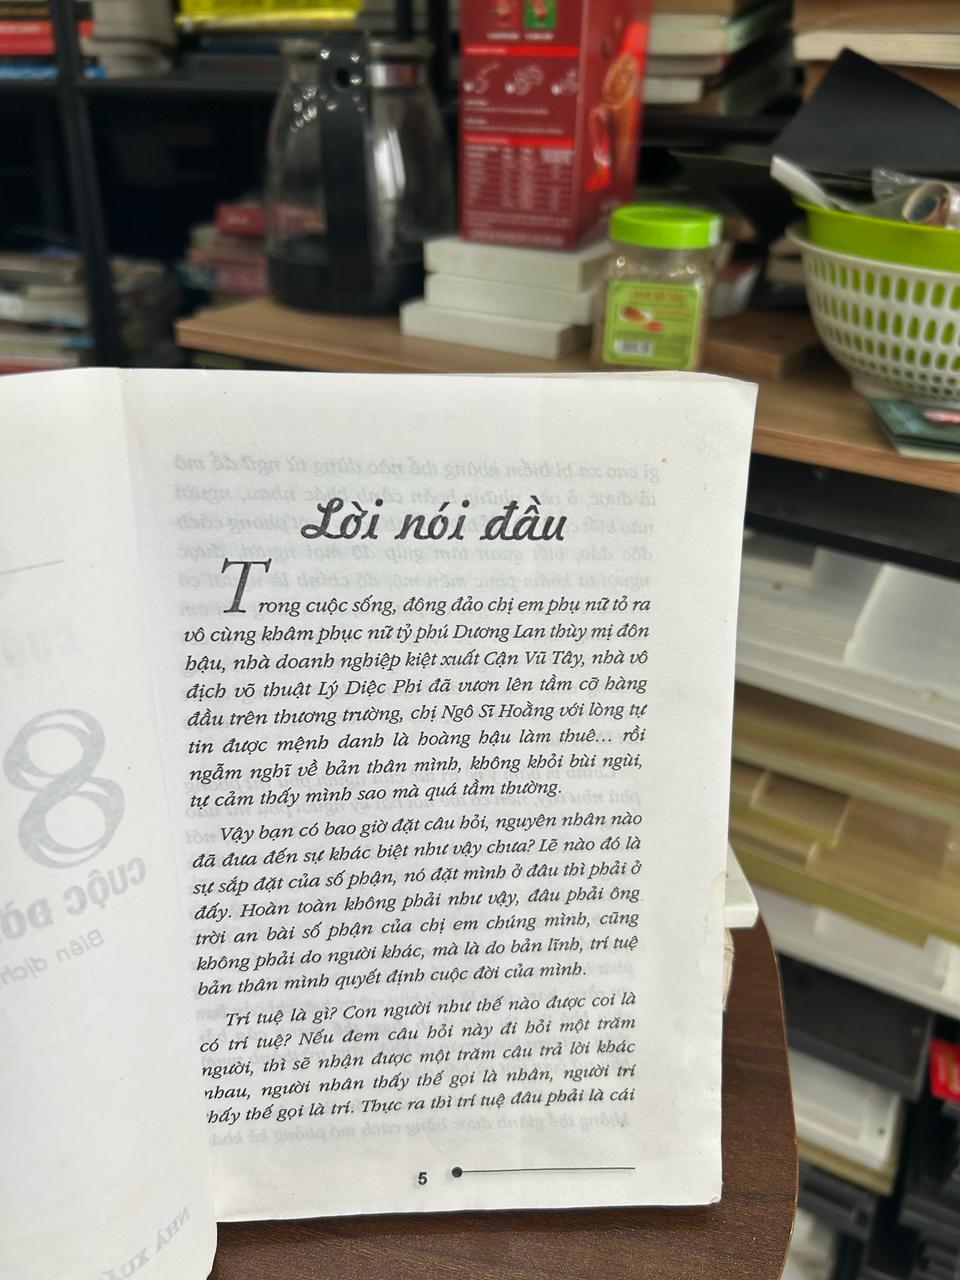 Lời nói đầu
Trong cuộc sống, đông đảo chị em phụ nữ tỏ ra
vô cùng khâm phục nữ tỷ phú Dương Lan thùy mị đôn
hậu, nhà doanh nghiệp kiệt xuất Cận Vũ Tây, nhà vô
địch võ thuật Lý Diệc Phi đã vươn lên tầm cỡ hàng
đầu trên thương trường, chị Ngô Sĩ Hoằng với lòng tự
tin được mệnh danh là hoàng hậu làm thuê... rồi
ngẫm nghĩ về bản thân mình, không khỏi bùi ngùi,
tự cảm thấy mình sao mà quá tầm thường.
Vậy bạn có bao giờ đặt câu hỏi, nguyên nhân nào
đã đưa đến sự khác biệt như vậy chưa? Lẽ nào đó là
sự sắp đặt của số phận, nó đặt mình ở đâu thì phải ở
đấy. Hoàn toàn không phải như vậy, đâu phải ông
trời an bài số phận của chị em chúng mình, cũng
không phải do người khác, mà là do bản lĩnh, trí tuệ
bản thân mình quyết định cuộc đời của mình.
Trí tuệ là gì? Con người như thế nào được coi là
có trí tuệ? Nếu đem câu hỏi này đi hỏi một trăm
người, thì sẽ nhận được một trăm câu trả lời khác
nhau, người nhân thấy thế gọi là nhân, người trí
thấy thế gọi là trí. Thực ra thì trí tuệ đâu phải là cái
5